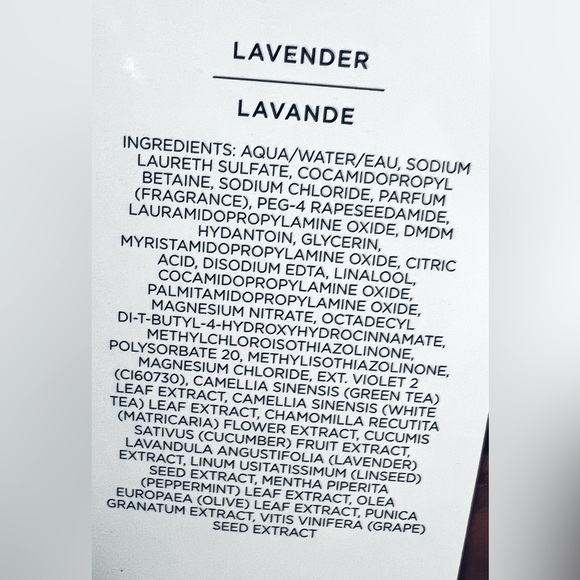 LAVENDER
LAVANDE
INGREDIENTS: AQUA/WATER/EAU, SODIUM
LAURETH SULFATE, COCAMIDOPROPYL
BETAINE, SODIUM CHLORIDE, PARFUM
(FRAGRANCE), PEG-4 RAPESEEDAMIDE,
LAURAMIDOPROPYLAMINE OXIDE, DMDM
HYDANTOIN, GLYCERIN,
MYRISTAMIDOPROPYLAMINE OXIDE, CITRIC
ACID, DISODIUM EDTA, LINALOOL,
COCAMIDOPROPYLAMINE OXIDE,
PALMITAMIDOPROPYLAMINE OXIDE,
MAGNESIUM NITRATE, OCTADECYL
DI-T-BUTYL-4-HYDROXYHYDROCINNAMATE,
METHYLCHLOROISOTHIAZOLINONE,
POLYSORBATE 20, METHYLISOTHIAZOLINONE,
MAGNESIUM CHLORIDE, EXT. VIOLET 2
(CI60730), CAMELLIA SINENSIS (GREEN TEA)
LEAF EXTRACT, CAMELLIA SINENSIS (WHITE
TEA) LEAF EXTRACT, CHAMOMILLA RECUTITA
(MATRICARIA) FLOWER EXTRACT, CUCUMIS
SATIVUS (CUCUMBER) FRUIT EXTRACT,
LAVANDULA ANGUSTIFOLIA (LAVENDER)
EXTRACT, LINUM USITATISSIMUM (LINSEED)
SEED EXTRACT, MENTHA PIPERITA
(PEPPERMINT) LEAF EXTRACT, OLEA
EUROPAEA (OLIVE) LEAF EXTRACT, PUNICA
GRANATUM EXTRACT, VITIS VINIFERA (GRAPE)
SEED EXTRACT